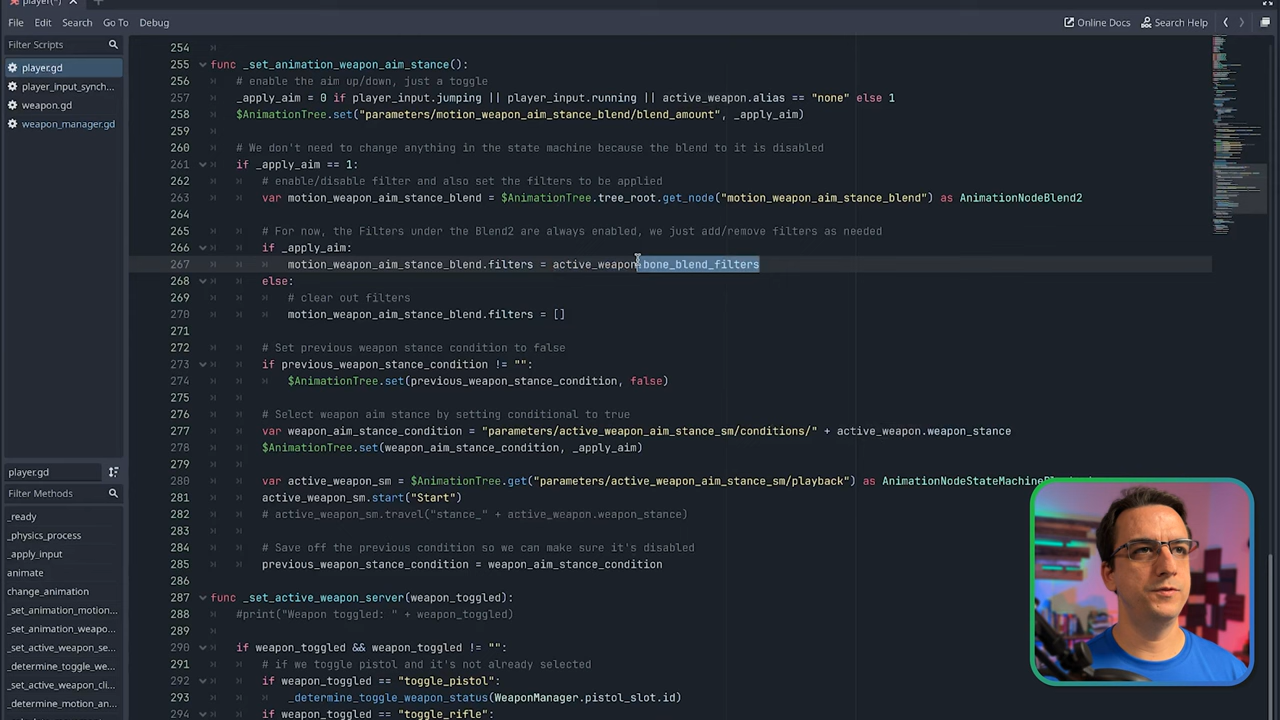 player(*)
File Edit Search Go To Debug
Online Docs Search Help
Filter Scripts
player.gd
player_input_synch...
weapon.gd
weapon_manager.gd
player.gd
Filter Methods
_ready
_physics_process
_apply_input
animate
change_animation
_set_animation_motion...
_set_animation_weapo...
_set_active_weapon_se...
_determine_toggle_we...
_set_active_weapon_cli...
_determine_motion_an...
254
255 func _set_animation_weapon_aim_stance():
256 # enable the aim up/down, just a toggle
257 _apply_aim = 0 if player_input.jumping || layer_input.running || active_weapon.alias == "none" else 1
258 $AnimationTree.set("parameters/motion_weapon_aim_stance_blend/blend_amount", _apply_aim)
259
260 # We don't need to change anything in the machine because the blend to it is disabled
261 if _apply_aim == 1:
262 # enable/disable filter and also set the filters to be applied
263 var motion_weapon_aim_stance_blend = $AnimationTree.tree_root.get_node("motion_weapon_aim_stance_blend") as AnimationNodeBlend2
264
265 # For now, the Filters under the Blend2 re always enabled, we just add/remove filters as needed
266 if _apply_aim:
267 motion_weapon_aim_stance_blend.filters = active_weapon.bone_blend_filters
268 else:
269 # clear out filters
270 motion_weapon_aim_stance_blend.filters = []
271
272 # Set previous weapon stance condition to false
273 if previous_weapon_stance_condition != "":
274 $AnimationTree.set(previous_weapon_stance_condition, false)
275
276 # Select weapon aim stance by setting conditional to true
277 var weapon_aim_stance_condition = "parameters/active_weapon_aim_stance_sm/conditions/" + active_weapon.weapon_stance
278 $AnimationTree.set(weapon_aim_stance_condition, _apply_aim)
279
280 var active_weapon_sm = $AnimationTree.get("parameters/active_weapon_aim_stance_sm/playback") as
281 active_weapon_sm.start("Start")
282 # active_weapon_sm.travel("stance_" + active_weapon.weapon_stance)
283
284 # Save off the previous condition so we can make sure it's disabled
285 previous_weapon_stance_condition = weapon_aim_stance_condition
286
287 func _set_active_weapon_server(weapon_toggled):
288 #print("Weapon toggled: " + weapon_toggled)
289
290 if weapon_toggled && weapon_toggled != "":
291 # if we toggle pistol and it's not already selected
292 if weapon_toggled == "toggle_pistol":
293 _determine_toggle_weapon_status(WeaponManager.pistol_slot.id)
294 if weapon_toggled == "toggle_rifle":